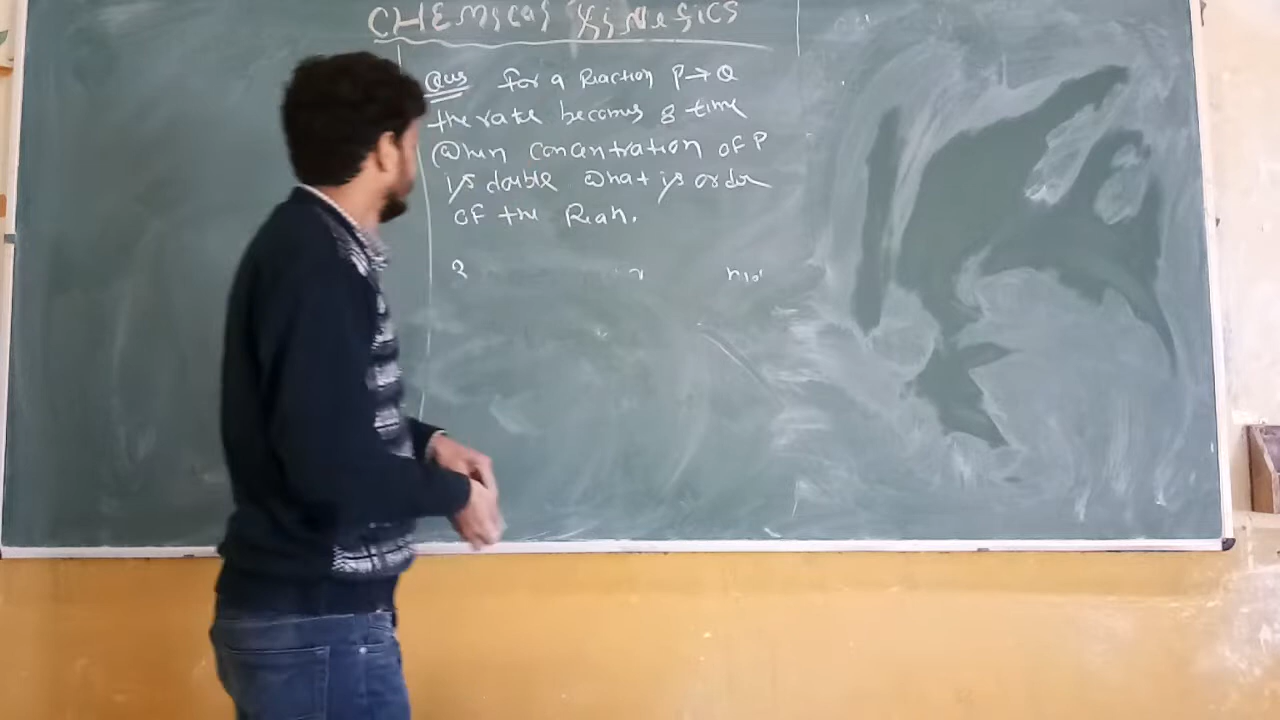 CHEMICAL KINETICS
Ques for a Reaction P → Q
the rate becomes 8 time
When concentration of P
is double what is order
of the Rean.